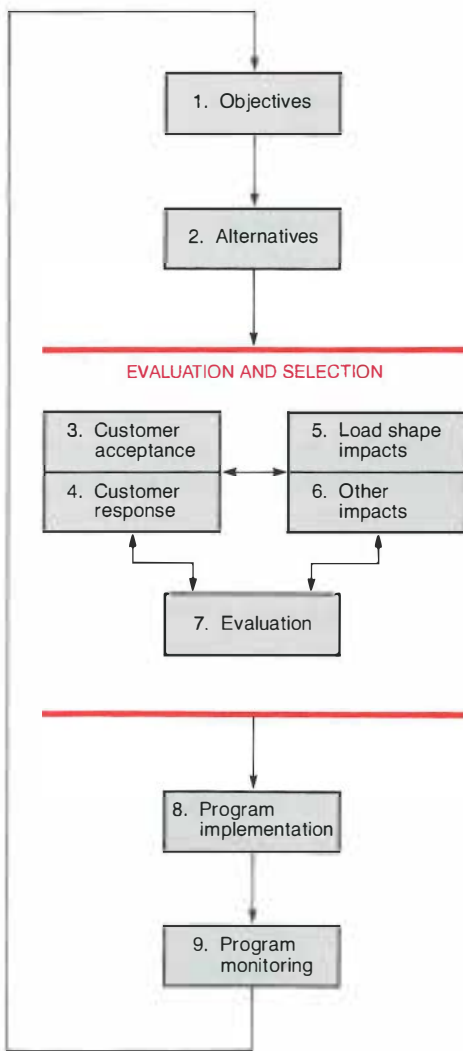 1. Objectives
2. Alternatives
EVALUATION AND SELECTION
3. Customer
acceptance
4. Customer
response
5. Load shape
impacts
6. Other
impacts
7. Evaluation
8. Program
implementation
9. Program
monitoring